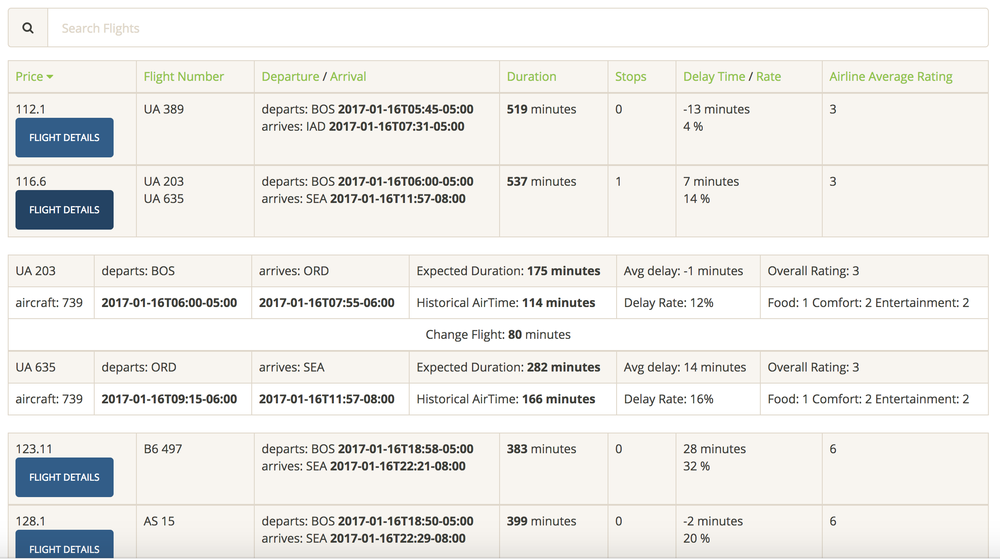 Search Flights
Price Flight Number Departure / Arrival Duration Stops Delay Time / Rate Airline Average Rating
112.1 UA 389 departs: BOS 2017-01-16T05:45-05:00 519 minutes 0 -13 minutes 3
arrives: IAD 2017-01-16T07:31-05:00 4 %
FLIGHT DETAILS
116.6 UA 203 departs: BOS 2017-01-16T06:00-05:00 537 minutes 1 7 minutes 3
UA 635 arrives: SEA 2017-01-16T11:57-08:00 14 %
FLIGHT DETAILS
UA 203 departs: BOS arrives: ORD Expected Duration: 175 minutes Avg delay: -1 minutes Overall Rating: 3
aircraft: 739 2017-01-16T06:00-05:00 2017-01-16T07:55-06:00 Historical AirTime: 114 minutes Delay Rate: 12% Food: 1 Comfort: 2 Entertainment: 2
Change Flight: 80 minutes
UA 635 departs: ORD arrives: SEA Expected Duration: 282 minutes Avg delay: 14 minutes Overall Rating: 3
aircraft: 739 2017-01-16T09:15-06:00 2017-01-16T11:57-08:00 Historical AirTime: 166 minutes Delay Rate: 16% Food: 1 Comfort: 2 Entertainment: 2
123.11 B6 497 departs: BOS 2017-01-16T18:58-05:00 383 minutes 0 28 minutes 6
arrives: SEA 2017-01-16T22:21-08:00 32 %
FLIGHT DETAILS
128.1 AS 15 departs: BOS 2017-01-16T18:50-05:00 399 minutes 0 -2 minutes 6
arrives: SEA 2017-01-16T22:29-08:00 20 %
FLIGHT DETAILS